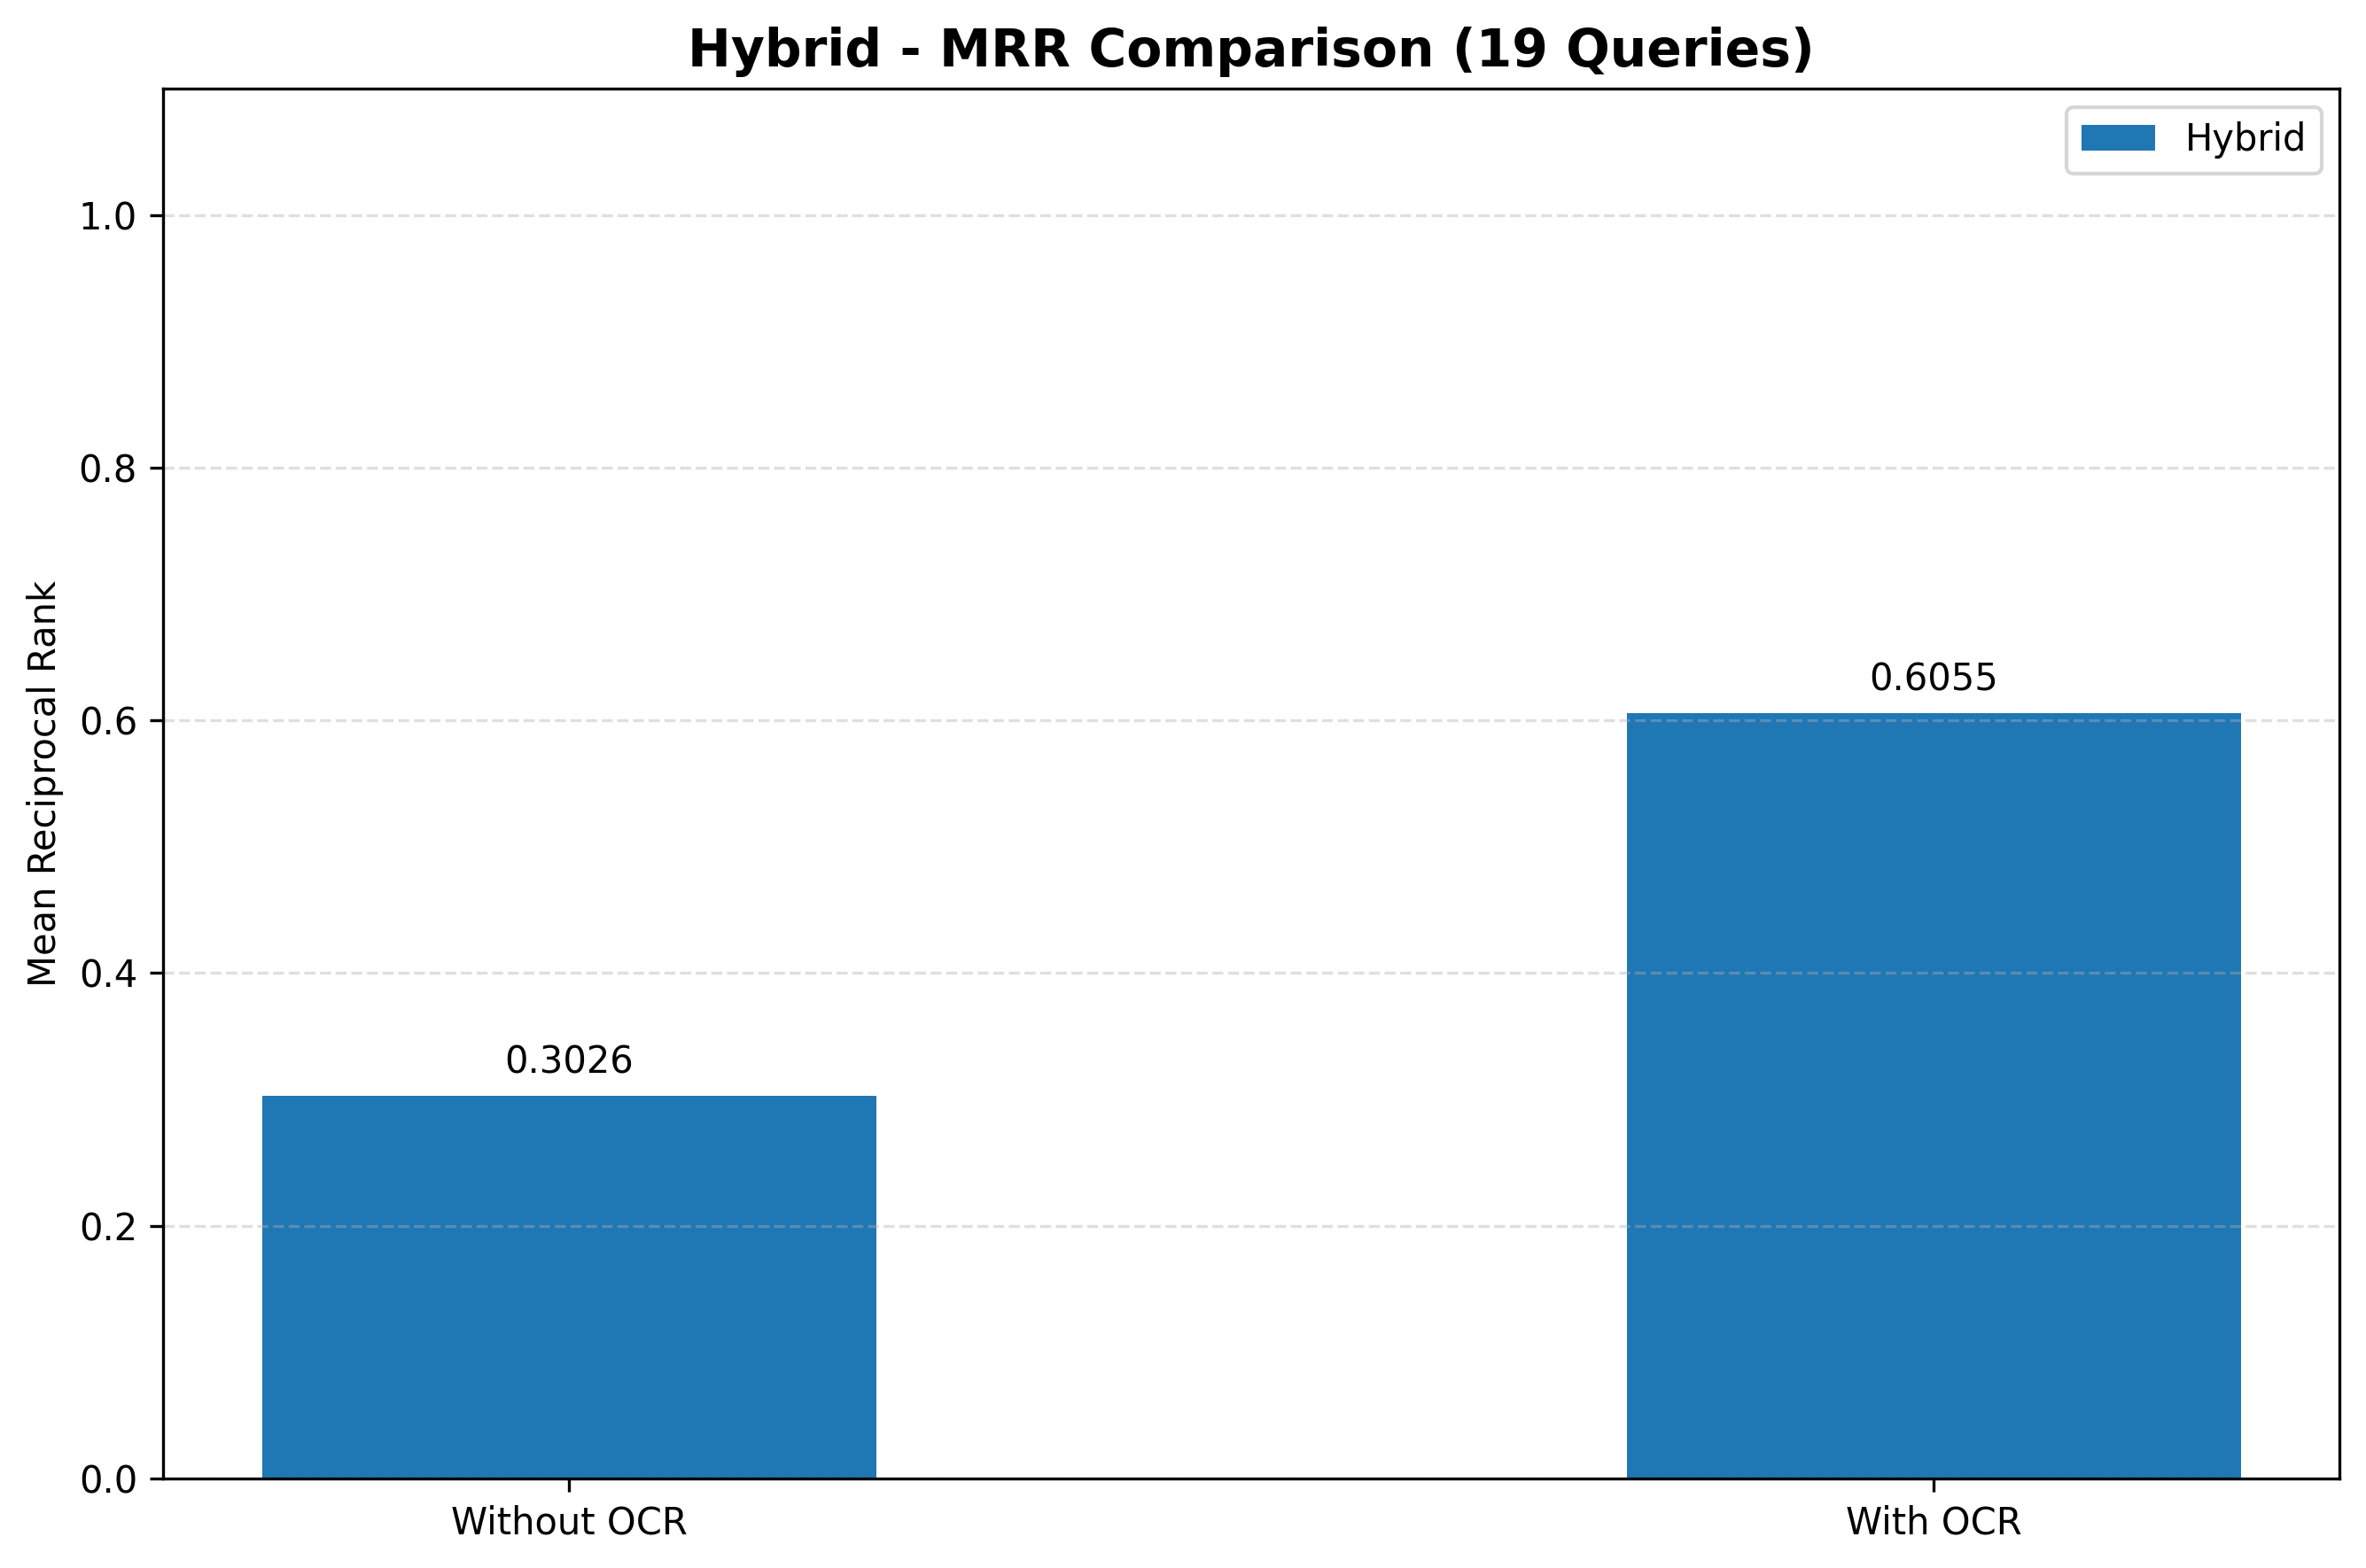 Hybrid - MRR Comparison (19 Queries)
Hybrid
Mean Reciprocal Rank
1.0
0.8
0.6
0.4
0.2
0.0
0.3026
0.6055
Without OCR
With OCR